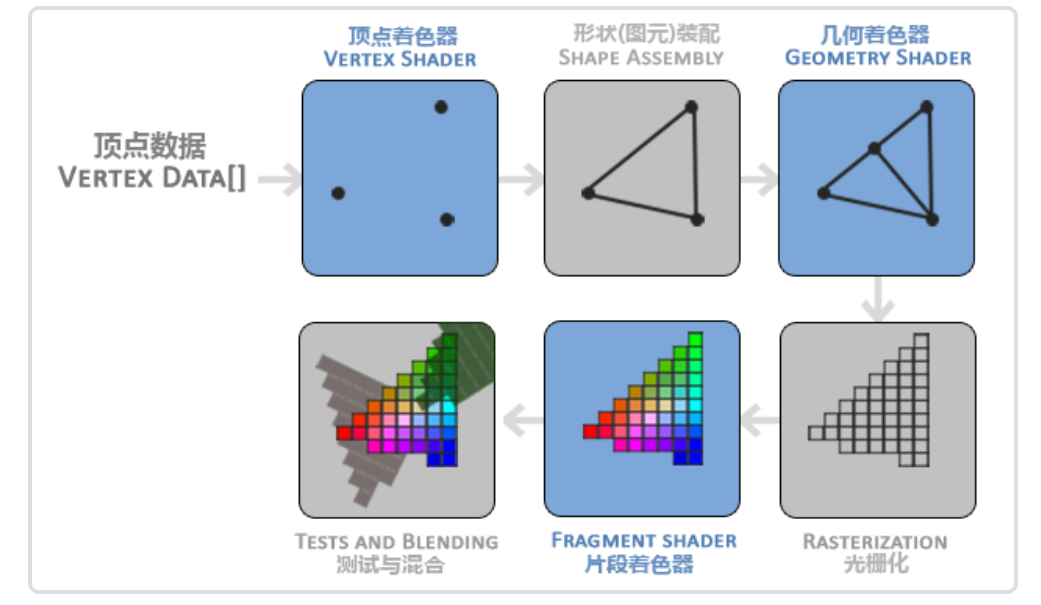 顶点数据
VERTEX DATA[]
顶点着色器
VERTEX SHADER
形状(图元)装配
SHAPE ASSEMBLY
几何着色器
GEOMETRY SHADER
TESTS AND BLENDING
测试与混合
FRAGMENT SHADER
片段着色器
RASTERIZATION
光栅化